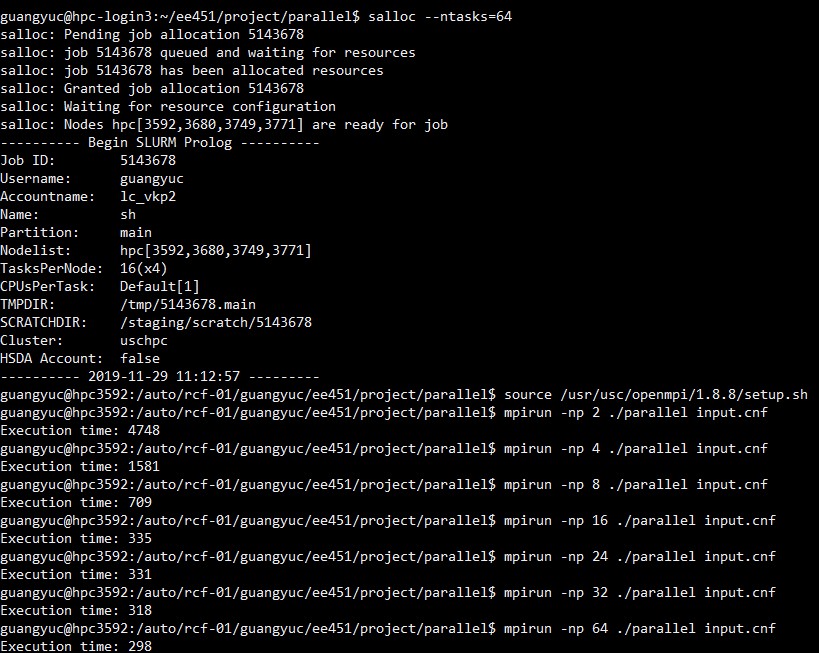 guangyuc@hpc-login3:~/ee451/project/parallel$ salloc --ntasks=64
salloc: Pending job allocation 5143678
salloc: job 5143678 queued and waiting for resources
salloc: job 5143678 has been allocated resources
salloc: Granted job allocation 5143678
salloc: Waiting for resource configuration
salloc: Nodes hpc[3592,3680,3749,3771] are ready for job
---------- Begin SLURM Prolog ----------
Job ID:        5143678
Username:      guangyuc
Accountname:   lc_vkp2
Name:          sh
Partition:     main
Nodelist:      hpc[3592,3680,3749,3771]
TasksPerNode:  16(x4)
CPUsPerTask:   Default[1]
TMPDIR:        /tmp/5143678.main
SCRATCHDIR:    /staging/scratch/5143678
Cluster:       uschpc
HSDA Account:  false
---------- 2019-11-29 11:12:57 ---------
guangyuc@hpc3592:/auto/rcf-01/guangyuc/ee451/project/parallel$ source /usr/usc/openmpi/1.8.8/setup.sh
guangyuc@hpc3592:/auto/rcf-01/guangyuc/ee451/project/parallel$ mpirun -np 2 ./parallel input.cnf
Execution time: 4748
guangyuc@hpc3592:/auto/rcf-01/guangyuc/ee451/project/parallel$ mpirun -np 4 ./parallel input.cnf
Execution time: 1581
guangyuc@hpc3592:/auto/rcf-01/guangyuc/ee451/project/parallel$ mpirun -np 8 ./parallel input.cnf
Execution time: 709
guangyuc@hpc3592:/auto/rcf-01/guangyuc/ee451/project/parallel$ mpirun -np 16 ./parallel input.cnf
Execution time: 335
guangyuc@hpc3592:/auto/rcf-01/guangyuc/ee451/project/parallel$ mpirun -np 24 ./parallel input.cnf
Execution time: 331
guangyuc@hpc3592:/auto/rcf-01/guangyuc/ee451/project/parallel$ mpirun -np 32 ./parallel input.cnf
Execution time: 318
guangyuc@hpc3592:/auto/rcf-01/guangyuc/ee451/project/parallel$ mpirun -np 64 ./parallel input.cnf
Execution time: 298